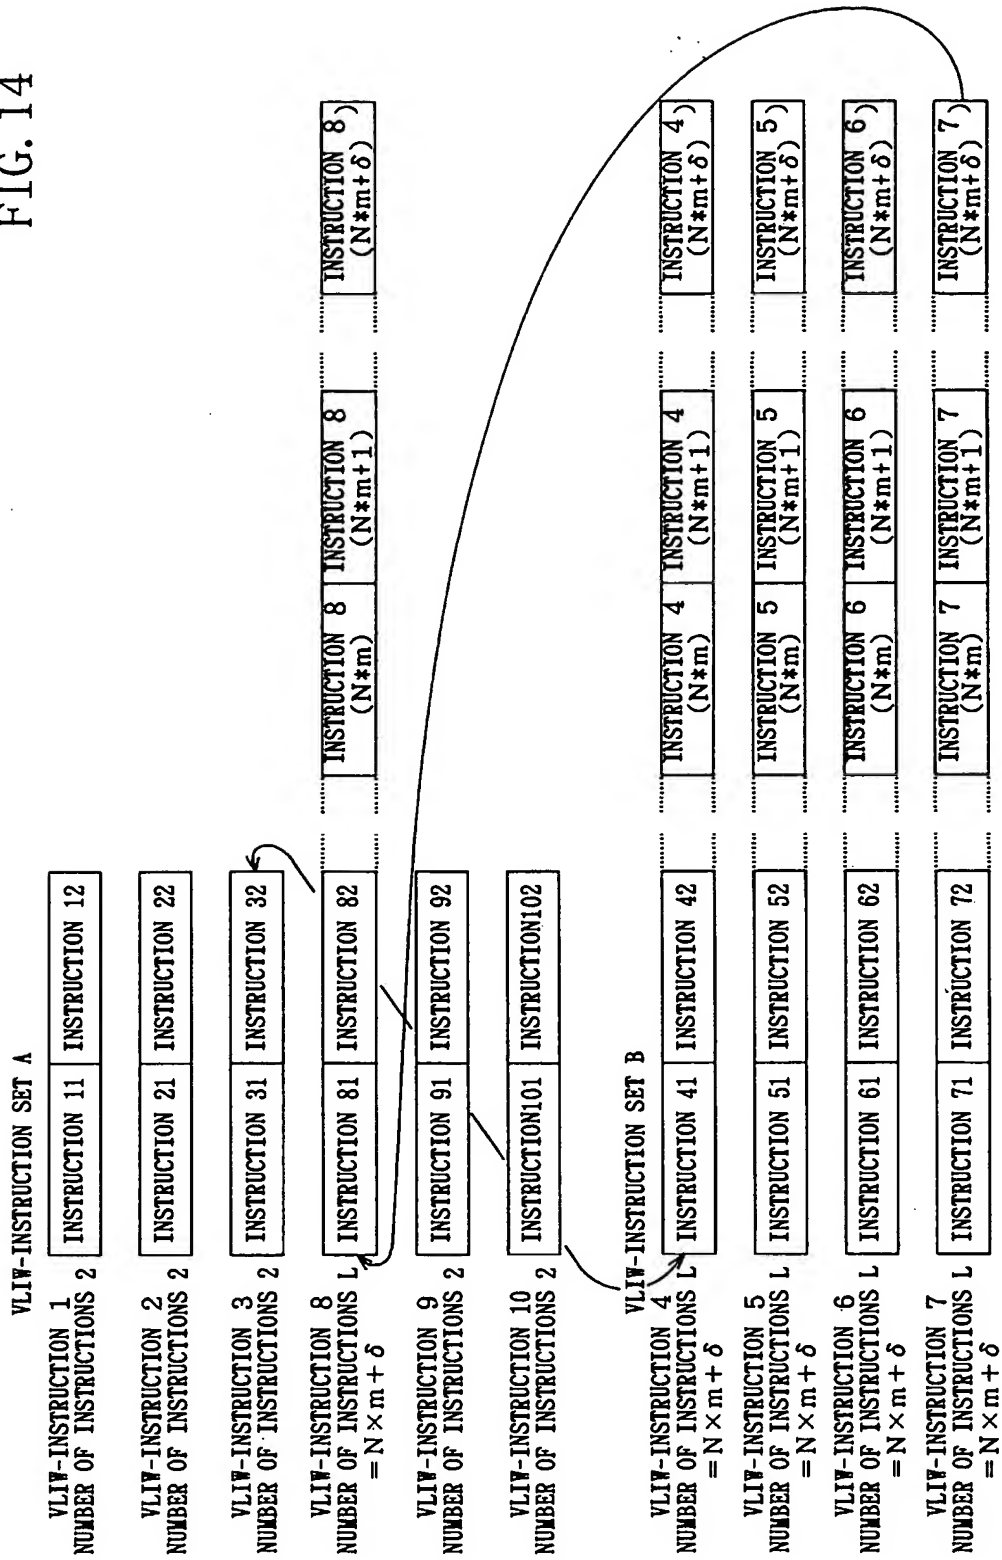 FIG. 14
VLIW-INSTRUCTION SET A
VLIW-INSTRUCTION 1
NUMBER OF INSTRUCTIONS 2
INSTRUCTION 11
INSTRUCTION 12
VLIW-INSTRUCTION 2
NUMBER OF INSTRUCTIONS 2
INSTRUCTION 21
INSTRUCTION 22
VLIW-INSTRUCTION 3
NUMBER OF INSTRUCTIONS 2
INSTRUCTION 31
INSTRUCTION 32
VLIW-INSTRUCTION 8
NUMBER OF INSTRUCTIONS L
=N×m+δ
INSTRUCTION 81
INSTRUCTION 82
INSTRUCTION 8
(N*m)
INSTRUCTION 8
(N*m+1)
INSTRUCTION 8
(N*m+δ)
VLIW-INSTRUCTION 9
NUMBER OF INSTRUCTIONS 2
INSTRUCTION 91
INSTRUCTION 92
VLIW-INSTRUCTION 10
NUMBER OF INSTRUCTIONS 2
INSTRUCTION101
INSTRUCTION102
VLIW-INSTRUCTION SET B
VLIW-INSTRUCTION 4
NUMBER OF INSTRUCTIONS L
=N×m+δ
INSTRUCTION 41
INSTRUCTION 42
INSTRUCTION 4
(N*m)
INSTRUCTION 4
(N*m+1)
INSTRUCTION 4
(N*m+δ)
VLIW-INSTRUCTION 5
NUMBER OF INSTRUCTIONS L
=N×m+δ
INSTRUCTION 51
INSTRUCTION 52
INSTRUCTION 5
(N*m)
INSTRUCTION 5
(N*m+1)
INSTRUCTION 5
(N*m+δ)
VLIW-INSTRUCTION 6
NUMBER OF INSTRUCTIONS L
=N×m+δ
INSTRUCTION 61
INSTRUCTION 62
INSTRUCTION 6
(N*m)
INSTRUCTION 6
(N*m+1)
INSTRUCTION 6
(N*m+δ)
VLIW-INSTRUCTION 7
NUMBER OF INSTRUCTIONS L
=N×m+δ
INSTRUCTION 71
INSTRUCTION 72
INSTRUCTION 7
(N*m)
INSTRUCTION 7
(N*m+1)
INSTRUCTION 7
(N*m+δ)